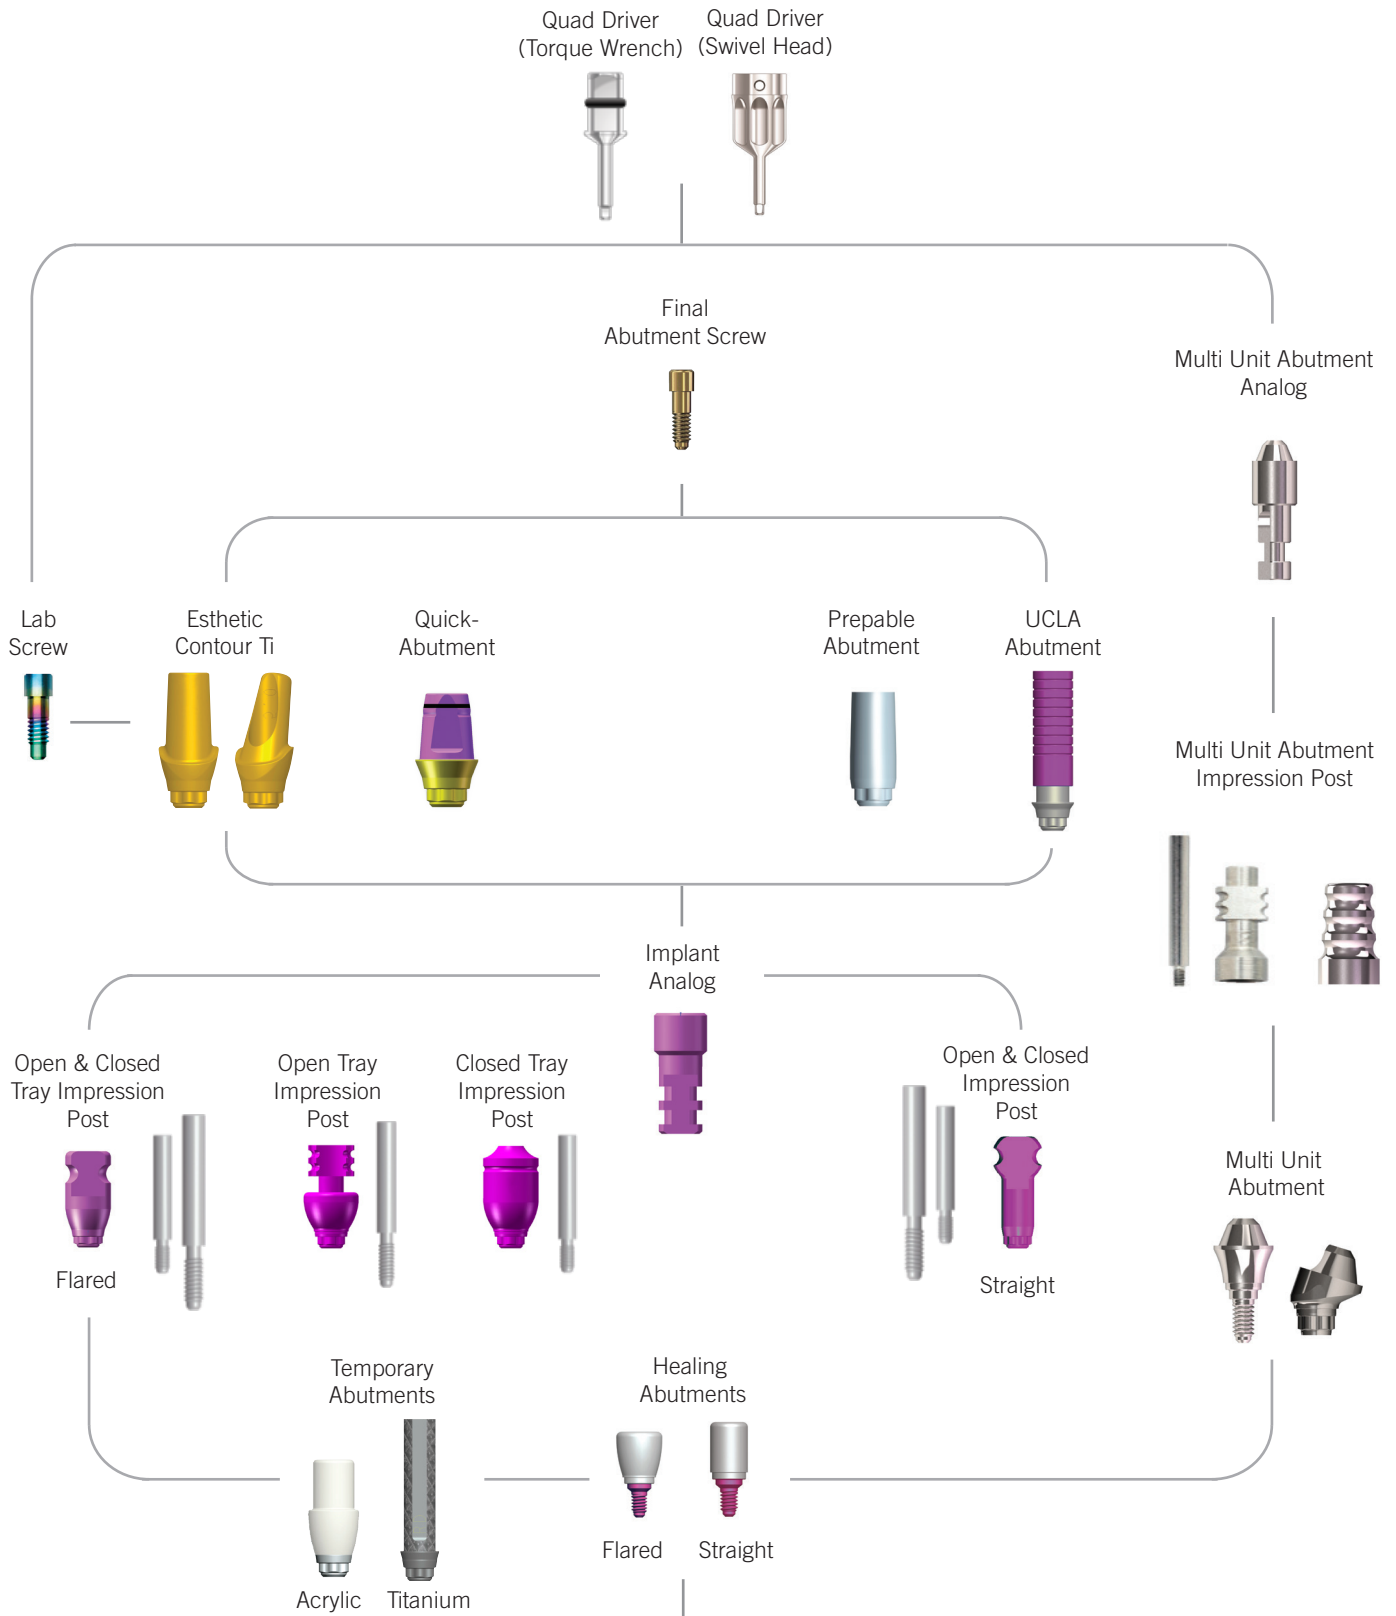 Quad Driver
(Torque Wrench)
Quad Driver
(Swivel Head)
Final
Abutment Screw
Multi Unit Abutment
Analog
Lab
Screw
Esthetic
Contour Ti
Quick-
Abutment
Prepable
Abutment
UCLA
Abutment
Multi Unit Abutment
Impression Post
Implant
Analog
Open & Closed
Tray Impression
Post
Open Tray
Impression
Post
Closed Tray
Impression
Post
Open & Closed
Impression
Post
Flared
Straight
Multi Unit
Abutment
Temporary
Abutments
Healing
Abutments
Flared
Straight
Acrylic
Titanium